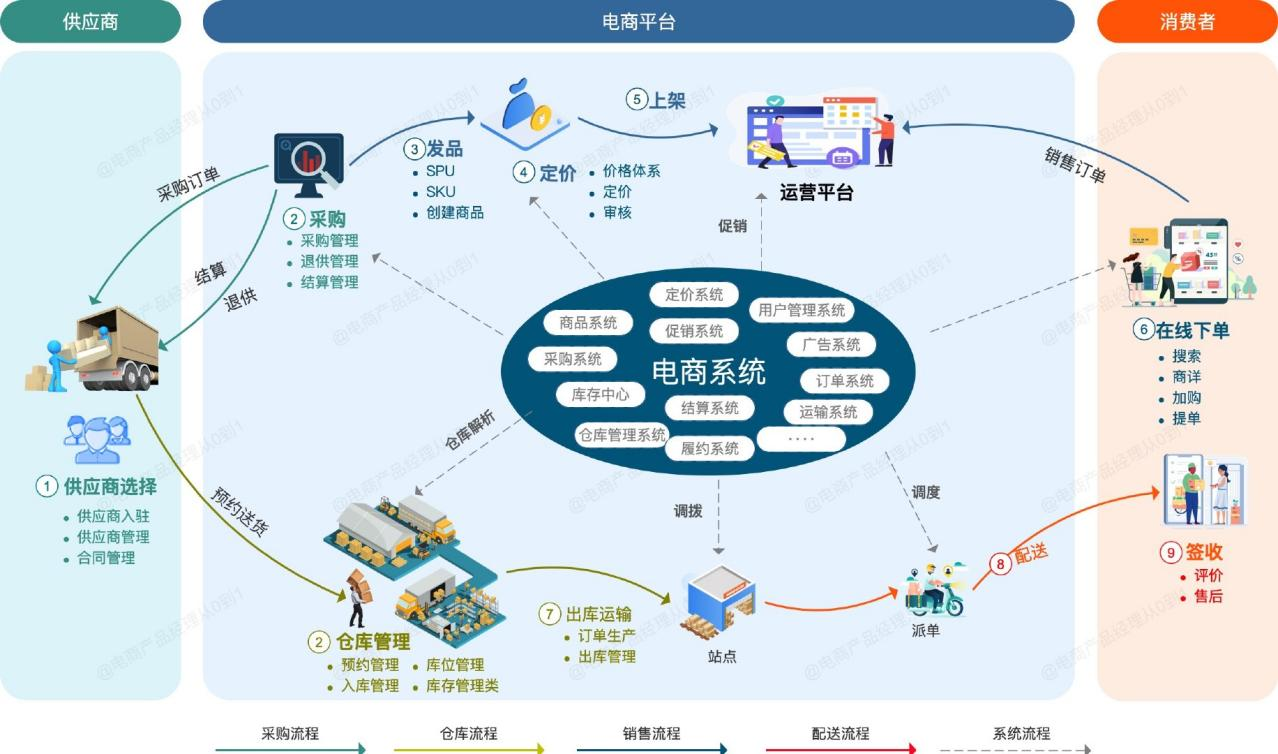 供应商
电商平台
消费者
@电商产品经理从0到1
采购订单
结算
退供
② 采购
采购管理
退供管理
结算管理
③ 发品
SPU
SKU
创建商品
④ 定价
价格体系
定价
审核
⑤ 上架
运营平台
促销
销售订单
⑥ 在线下单
搜索
商详
加购
提单
① 供应商选择
供应商入驻
供应商管理
合同管理
定价系统
用户管理系统
商品系统
促销系统
广告系统
采购系统
电商系统
订单系统
库存中心
结算系统
运输系统
仓库管理系统
履约系统
····
仓库解析
预约送货
调拨
调度
② 仓库管理
预约管理
库位管理
入库管理
库存管理类
⑦ 出库运输
订单生产
出库管理
站点
派单
⑧ 配送
⑨ 签收
评价
售后
采购流程
仓库流程
销售流程
配送流程
系统流程